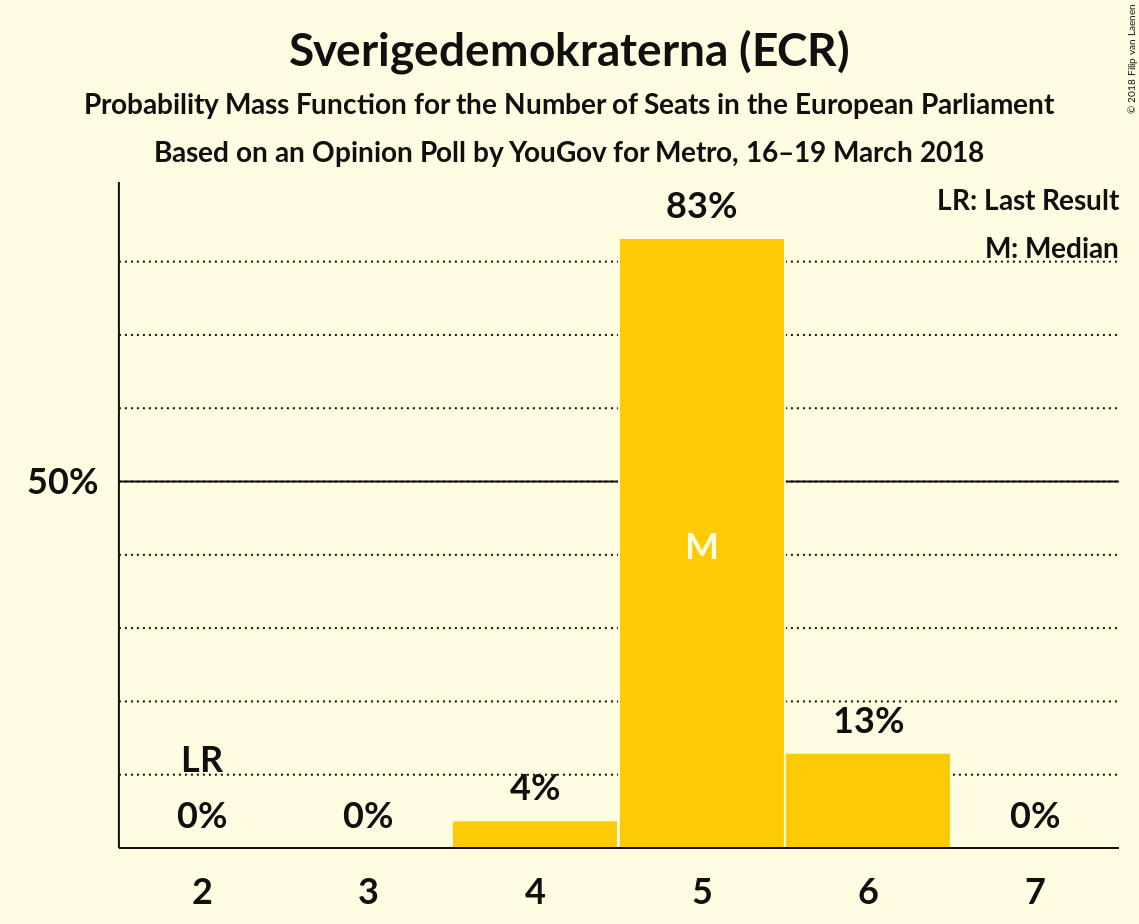 Sverigedemokraterna (ECR)
Probability Mass Function for the Number of Seats in the European Parliament
Based on an Opinion Poll by YouGov for Metro, 16–19 March 2018
© 2018 Filip van Laenen
LR: Last Result
M: Median
83%
50%
M
13%
LR
4%
0%
0%
0%
2
3
4
5
6
7